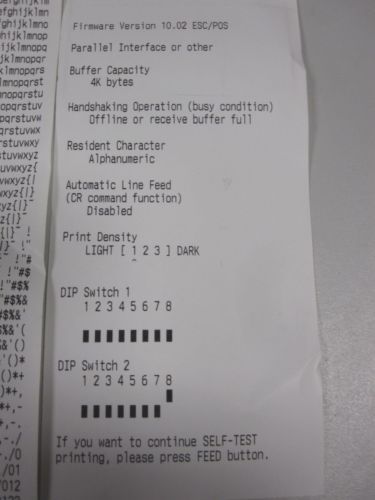 Firmware Version 10.02 ESC/POS
Parallel Interface or other
Buffer Capacity
4K bytes
Handshaking Operation (busy condition)
Offline or receive buffer full
Resident Character
Alphanumeric
Automatic Line Feed
(CR command function)
Disabled
Print Density
LIGHT [ 1 2 3 ] DARK
^
DIP Switch 1
1 2 3 4 5 6 7 8
DIP Switch 2
1 2 3 4 5 6 7 8
If you want to continue SELF-TEST
printing, please press FEED button.